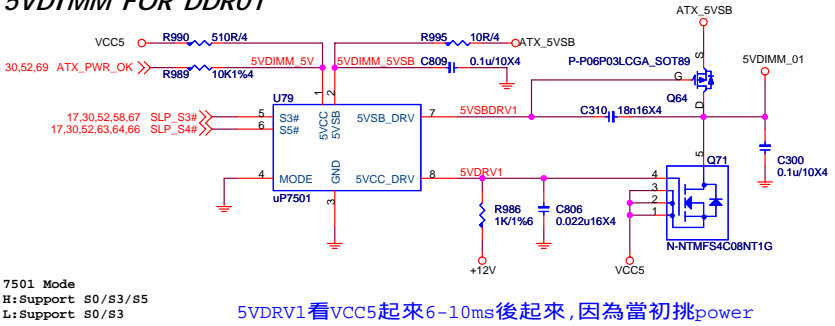 5VDIMM FOR DDR01
ATX_5VSB
VCC5
R990
510R/4
R995
10R/4
ATX_5VSB
5VDIMM_01
30,52,69 ATX_PWR_OK
R989
10K1%4
5VDIMM_5V
5VDIMM_5VSB
C809
0.1u/10X4
P-P06P03LCGA_SOT89
S
G
D
Q64
U79
1
2
5VCC
5VSB
17,30,52,58,67 SLP_S3#
5
S3#
5VSB_DRV
7
5VSBDRV1
C310
18n16X4
17,30,52,63,64,66 SLP_S4#
6
S5#
4
MODE
GND
5VCC_DRV
8
5VDRV1
uP7501
3
R986
1K/1%6
C806
0.022u16X4
5
Q71
4
3
2
1
C300
0.1u/10X4
N-NTMFS4C08NT1G
+12V
VCC5
7501 Mode
H:Support S0/S3/S5
L:Support S0/S3
5VDRV1看VCC5起來6-10ms後起來,因為當初挑power